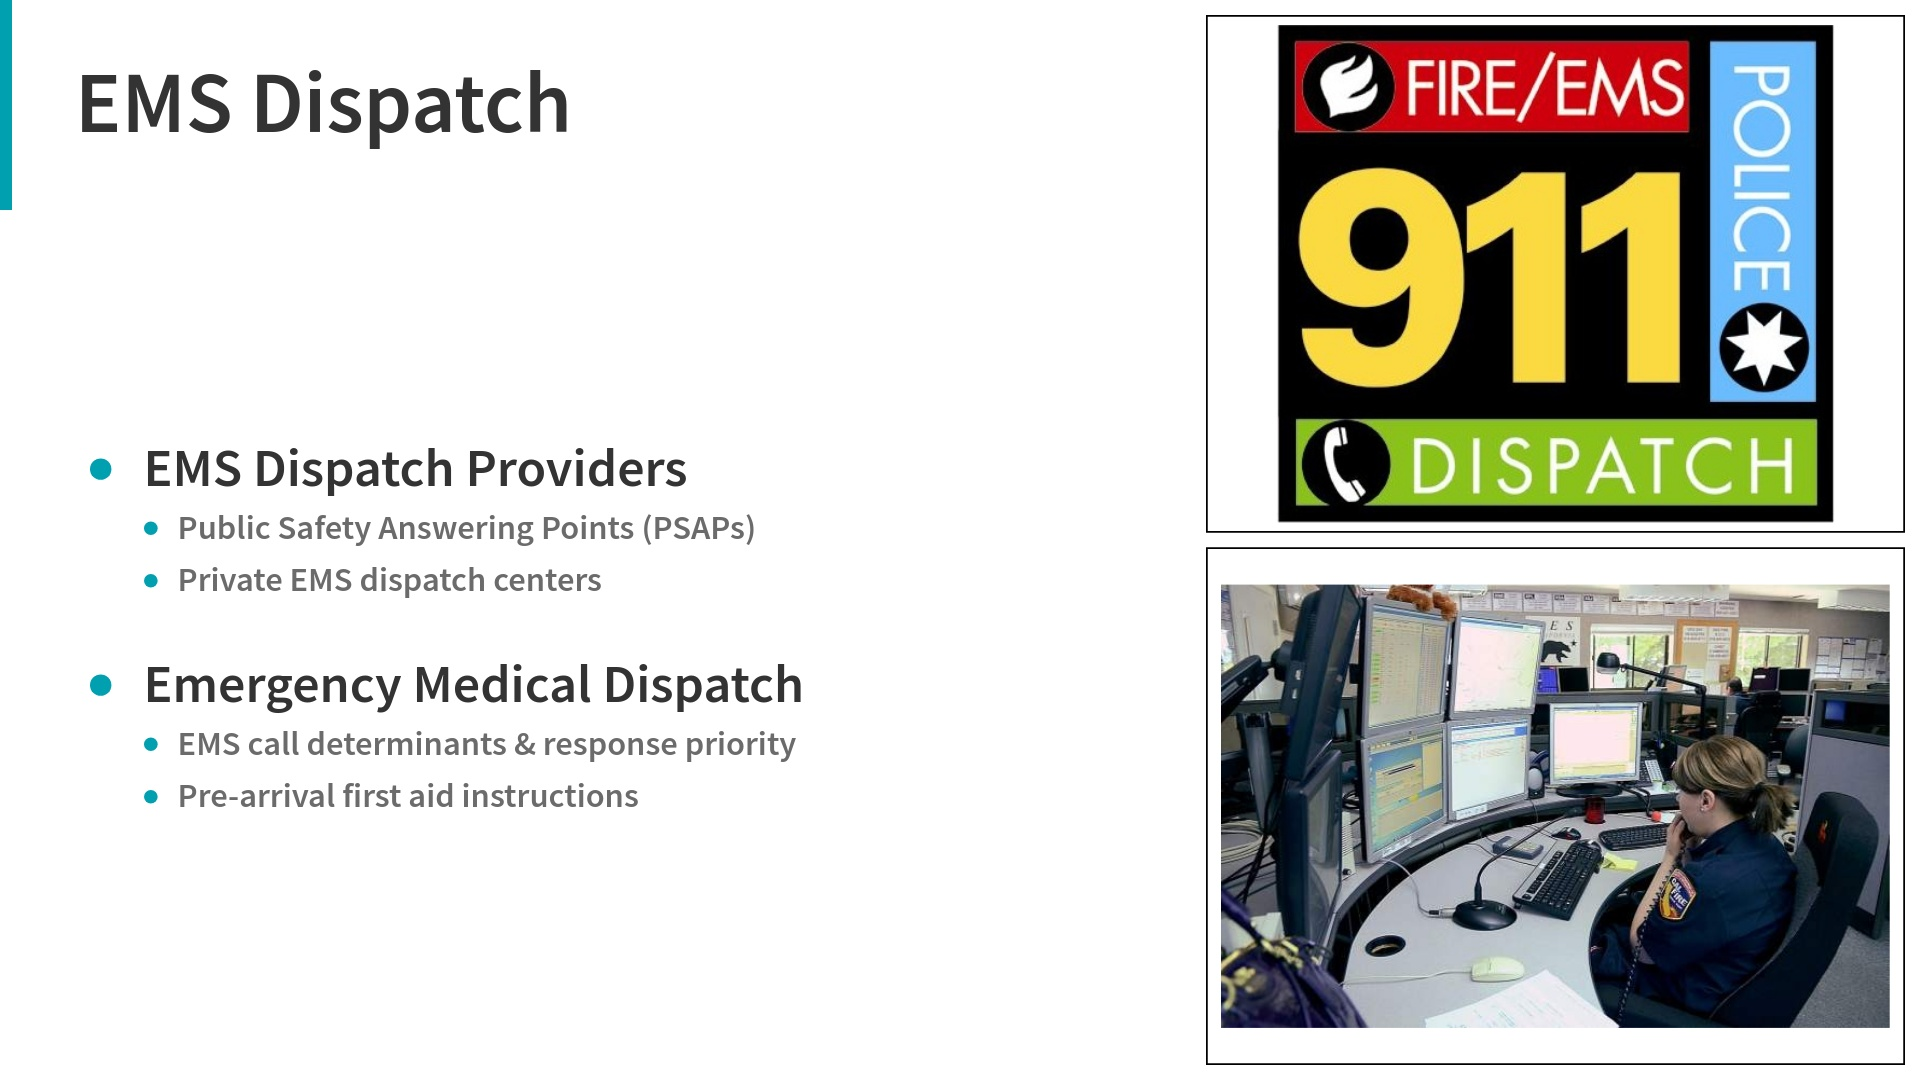 EMS Dispatch
EMS Dispatch Providers
Public Safety Answering Points (PSAPs)
Private EMS dispatch centers
Emergency Medical Dispatch
EMS call determinants & response priority
Pre-arrival first aid instructions
FIRE/EMS
POLICE
911
DISPATCH
FIRE